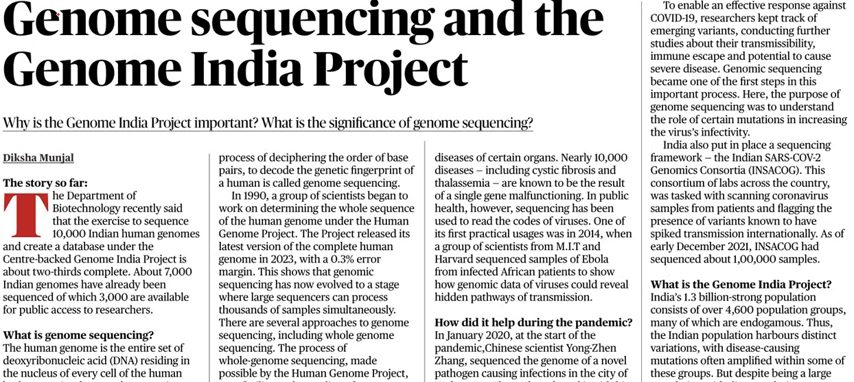 Genome sequencing and the
Genome India Project
Why is the Genome India Project important? What is the significance of genome sequencing?
Diksha Munjal
The story so far:
The Department of
Biotechnology recently said
that the exercise to sequence
10,000 Indian human genomes
and create a database under the
Centre-backed Genome India Project is
about two-thirds complete. About 7,000
Indian genomes have already been
sequenced of which 3,000 are available
for public access to researchers.
What is genome sequencing?
The human genome is the entire set of
deoxyribonucleic acid (DNA) residing in
the nucleus of every cell of the human
process of deciphering the order of base
pairs, to decode the genetic fingerprint of
a human is called genome sequencing.
In 1990, a group of scientists began to
work on determining the whole sequence
of the human genome under the Human
Genome Project. The Project released its
latest version of the complete human
genome in 2023, with a 0.3% error
margin. This shows that genomic
sequencing has now evolved to a stage
where large sequencers can process
thousands of samples simultaneously.
There are several approaches to genome
sequencing, including whole genome
sequencing. The process of
whole-genome sequencing, made
possible by the Human Genome Project,
diseases of certain organs. Nearly 10,000
diseases — including cystic fibrosis and
thalassemia — are known to be the result
of a single gene malfunctioning. In public
health, however, sequencing has been
used to read the codes of viruses. One of
its first practical usages was in 2014, when
a group of scientists from M.I.T and
Harvard sequenced samples of Ebola
from infected African patients to show
how genomic data of viruses could reveal
hidden pathways of transmission.
How did it help during the pandemic?
In January 2020, at the start of the
pandemic,Chinese scientist Yong-Zhen
Zhang, sequenced the genome of a novel
pathogen causing infections in the city of
To enable an effective response against
COVID-19, researchers kept track of
emerging variants, conducting further
studies about their transmissibility,
immune escape and potential to cause
severe disease. Genomic sequencing
became one of the first steps in this
important process. Here, the purpose of
genome sequencing was to understand
the role of certain mutations in increasing
the virus's infectivity.
India also put in place a sequencing
framework — the Indian SARS-COV-2
Genomics Consortia (INSACOG). This
consortium of labs across the country,
was tasked with scanning coronavirus
samples from patients and flagging the
presence of variants known to have
spiked transmission internationally. As of
early December 2021, INSACOG had
sequenced about 1,00,000 samples.
What is the Genome India Project?
India's 1.3 billion-strong population
consists of over 4,600 population groups,
many of which are endogamous. Thus,
the Indian population harbours distinct
variations, with disease-causing
mutations often amplified within some of
these groups. But despite being a large